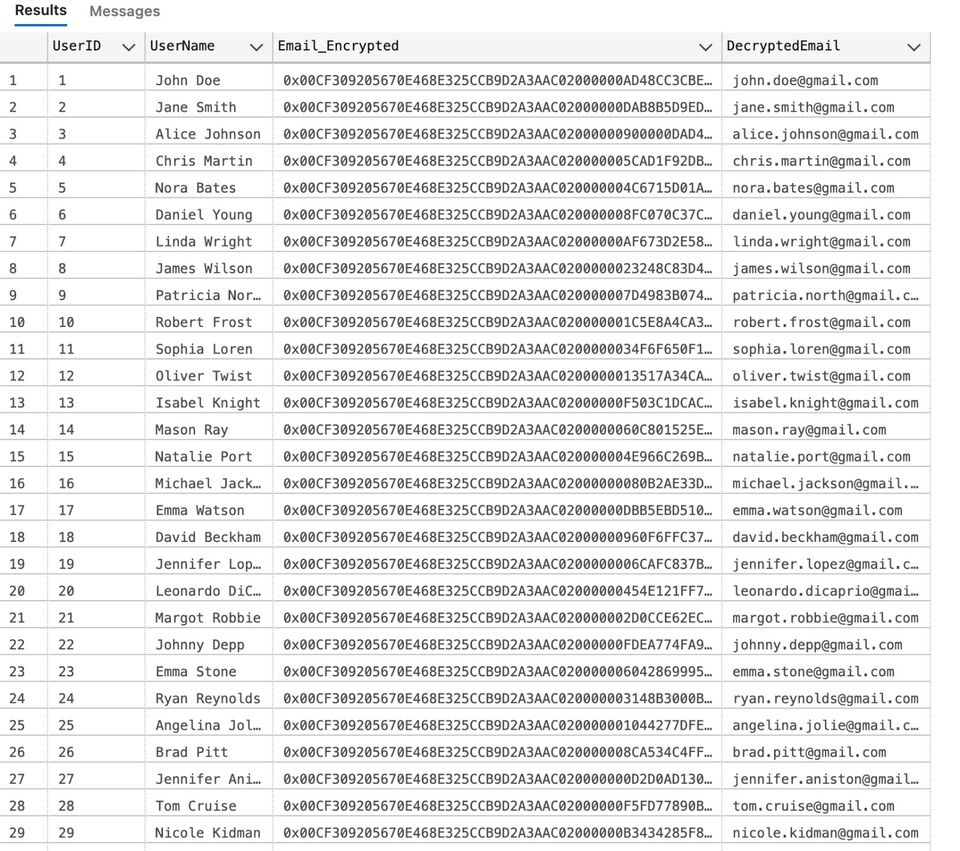 Results Messages
UserID UserName Email_Encrypted DecryptedEmail
1 1 John Doe 0x00CF309205670E468E325CCB9D2A3AAC02000000AD48CC3CBE… john.doe@gmail.com
2 2 Jane Smith 0x00CF309205670E468E325CCB9D2A3AAC02000000DAB8B5D9ED… jane.smith@gmail.com
3 3 Alice Johnson 0x00CF309205670E468E325CCB9D2A3AAC02000000900000DAD4… alice.johnson@gmail.com
4 4 Chris Martin 0x00CF309205670E468E325CCB9D2A3AAC020000005CAD1F92DB… chris.martin@gmail.com
5 5 Nora Bates 0x00CF309205670E468E325CCB9D2A3AAC020000004C6715D01A… nora.bates@gmail.com
6 6 Daniel Young 0x00CF309205670E468E325CCB9D2A3AAC020000008FC070C37C… daniel.young@gmail.com
7 7 Linda Wright 0x00CF309205670E468E325CCB9D2A3AAC02000000AF673D2E58… linda.wright@gmail.com
8 8 James Wilson 0x00CF309205670E468E325CCB9D2A3AAC0200000023248C83D4… james.wilson@gmail.com
9 9 Patricia Nor… 0x00CF309205670E468E325CCB9D2A3AAC020000007D4983B074… patricia.north@gmail.c…
10 10 Robert Frost 0x00CF309205670E468E325CCB9D2A3AAC020000001C5E8A4CA3… robert.frost@gmail.com
11 11 Sophia Loren 0x00CF309205670E468E325CCB9D2A3AAC0200000034F6F650F1… sophia.loren@gmail.com
12 12 Oliver Twist 0x00CF309205670E468E325CCB9D2A3AAC0200000013517A34CA… oliver.twist@gmail.com
13 13 Isabel Knight 0x00CF309205670E468E325CCB9D2A3AAC02000000F503C1DCAC… isabel.knight@gmail.com
14 14 Mason Ray 0x00CF309205670E468E325CCB9D2A3AAC0200000060C801525E… mason.ray@gmail.com
15 15 Natalie Port 0x00CF309205670E468E325CCB9D2A3AAC020000004E966C269B… natalie.port@gmail.com
16 16 Michael Jack… 0x00CF309205670E468E325CCB9D2A3AAC0200000080B2AE33D… michael.jackson@gmail.…
17 17 Emma Watson 0x00CF309205670E468E325CCB9D2A3AAC02000000DBB5EBD510… emma.watson@gmail.com
18 18 David Beckham 0x00CF309205670E468E325CCB9D2A3AAC02000000960F6FFC37… david.beckham@gmail.com
19 19 Jennifer Lop… 0x00CF309205670E468E325CCB9D2A3AAC020000006CAFC837B… jennifer.lopez@gmail.c…
20 20 Leonardo DiC… 0x00CF309205670E468E325CCB9D2A3AAC02000000454E121FF7… leonardo.dicaprio@gmai…
21 21 Margot Robbie 0x00CF309205670E468E325CCB9D2A3AAC020000002D0CCE62EC… margot.robbie@gmail.com
22 22 Johnny Depp 0x00CF309205670E468E325CCB9D2A3AAC02000000FDEA774FA9… johnny.depp@gmail.com
23 23 Emma Stone 0x00CF309205670E468E325CCB9D2A3AAC020000006042869995… emma.stone@gmail.com
24 24 Ryan Reynolds 0x00CF309205670E468E325CCB9D2A3AAC020000003148B3000B… ryan.reynolds@gmail.com
25 25 Angelina Jol… 0x00CF309205670E468E325CCB9D2A3AAC020000001044277DFE… angelina.jolie@gmail.c…
26 26 Brad Pitt 0x00CF309205670E468E325CCB9D2A3AAC020000008CA534C4FF… brad.pitt@gmail.com
27 27 Jennifer Ani… 0x00CF309205670E468E325CCB9D2A3AAC02000000D2D0AD130… jennifer.aniston@gmail…
28 28 Tom Cruise 0x00CF309205670E468E325CCB9D2A3AAC02000000F5FD77890B… tom.cruise@gmail.com
29 29 Nicole Kidman 0x00CF309205670E468E325CCB9D2A3AAC02000000B3434285F8… nicole.kidman@gmail.com